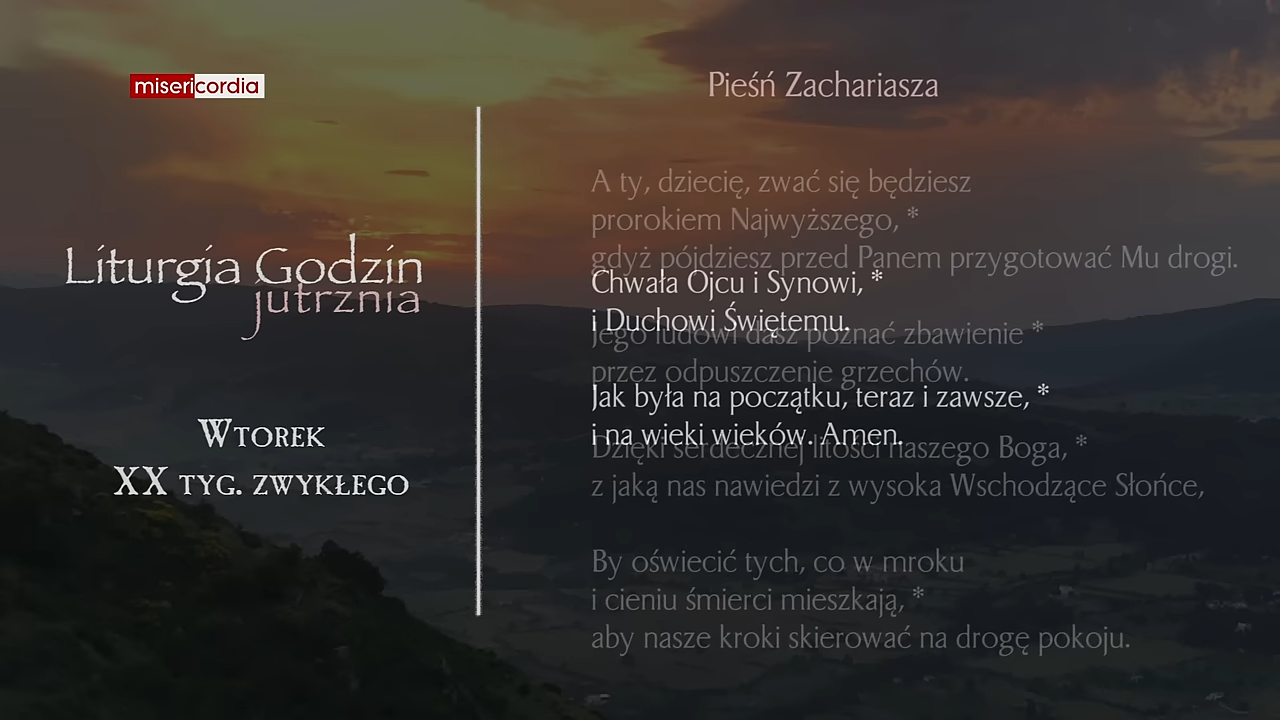 misericordia
Pieśń Zachariasza
Liturgia Godzin
jutrznia
Wtorek
XX tyg. zwykłego
A ty, dziecię, zwać się będziesz
prorokiem Najwyższego, *
gdyż pójdziesz przed Panem przygotować Mu drogi.
Chwała Ojcu i Synowi, *
i Duchowi Świętemu.
Jego ludowi dasz poznać zbawienie *
przez odpuszczenie grzechów.
Jak była na początku, teraz i zawsze, *
i na wieki wieków. Amen.
Dzięki serdecznej litości naszego Boga, *
z jaką nas nawiedzi z wysoka Wschodzące Słońce,
By oświecić tych, co w mroku
i cieniu śmierci mieszkają, *
aby nasze kroki skierować na drogę pokoju.